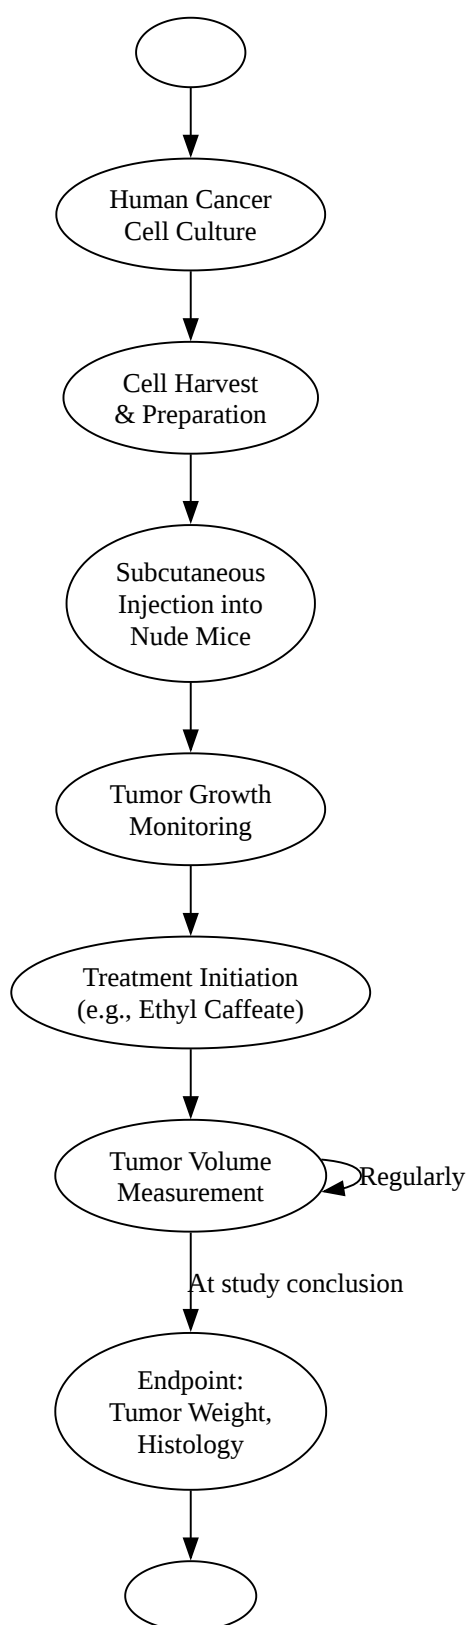 Human Cancer
Cell Culture
Cell Harvest
& Preparation
Subcutaneous
Injection into
Nude Mice
Tumor Growth
Monitoring
Treatment Initiation
(e.g., Ethyl Caffeate)
Tumor Volume
Measurement
Regularly
At study conclusion
Endpoint:
Tumor Weight,
Histology